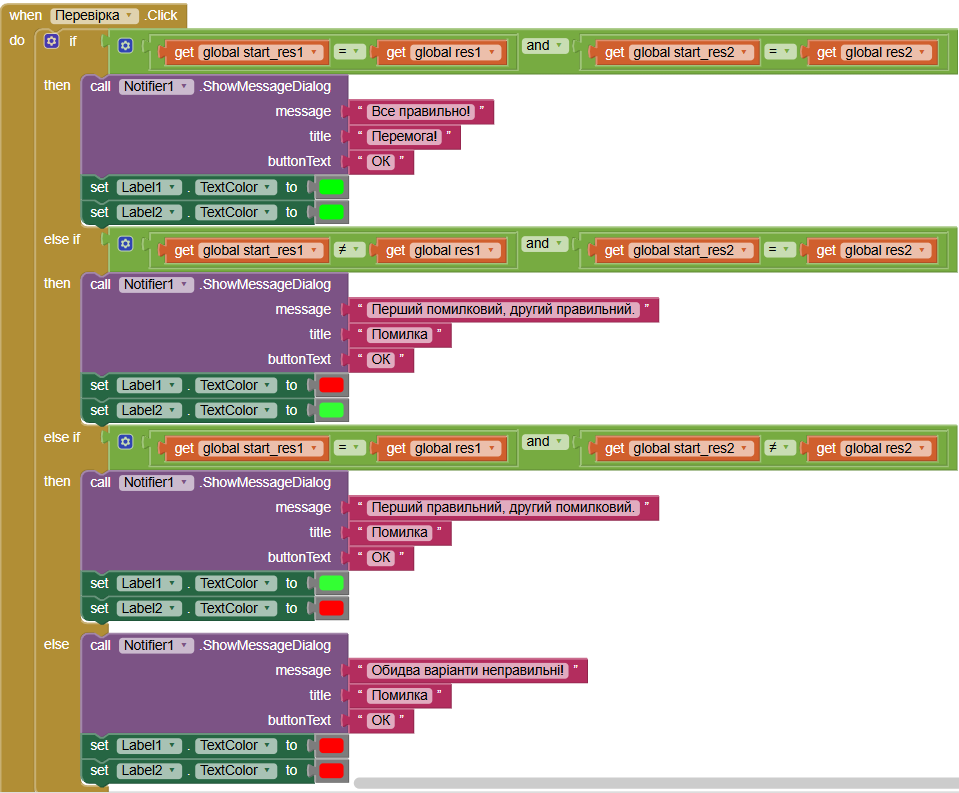 when Перевірка .Click
do if get global start_res1 = get global res1 and get global start_res2 = get global res2
then call Notifier1 .ShowMessageDialog
message " Все правильно! "
title " Перемога! "
buttonText " ОК "
set Label1 . TextColor to
set Label2 . TextColor to
else if get global start_res1 ≠ get global res1 and get global start_res2 = get global res2
then call Notifier1 .ShowMessageDialog
message " Перший помилковий, другий правильний. "
title " Помилка "
buttonText " ОК "
set Label1 . TextColor to
set Label2 . TextColor to
else if get global start_res1 = get global res1 and get global start_res2 ≠ get global res2
then call Notifier1 .ShowMessageDialog
message " Перший правильний, другий помилковий. "
title " Помилка "
buttonText " ОК "
set Label1 . TextColor to
set Label2 . TextColor to
else call Notifier1 .ShowMessageDialog
message " Обидва варіанти неправильні! "
title " Помилка "
buttonText " ОК "
set Label1 . TextColor to
set Label2 . TextColor to